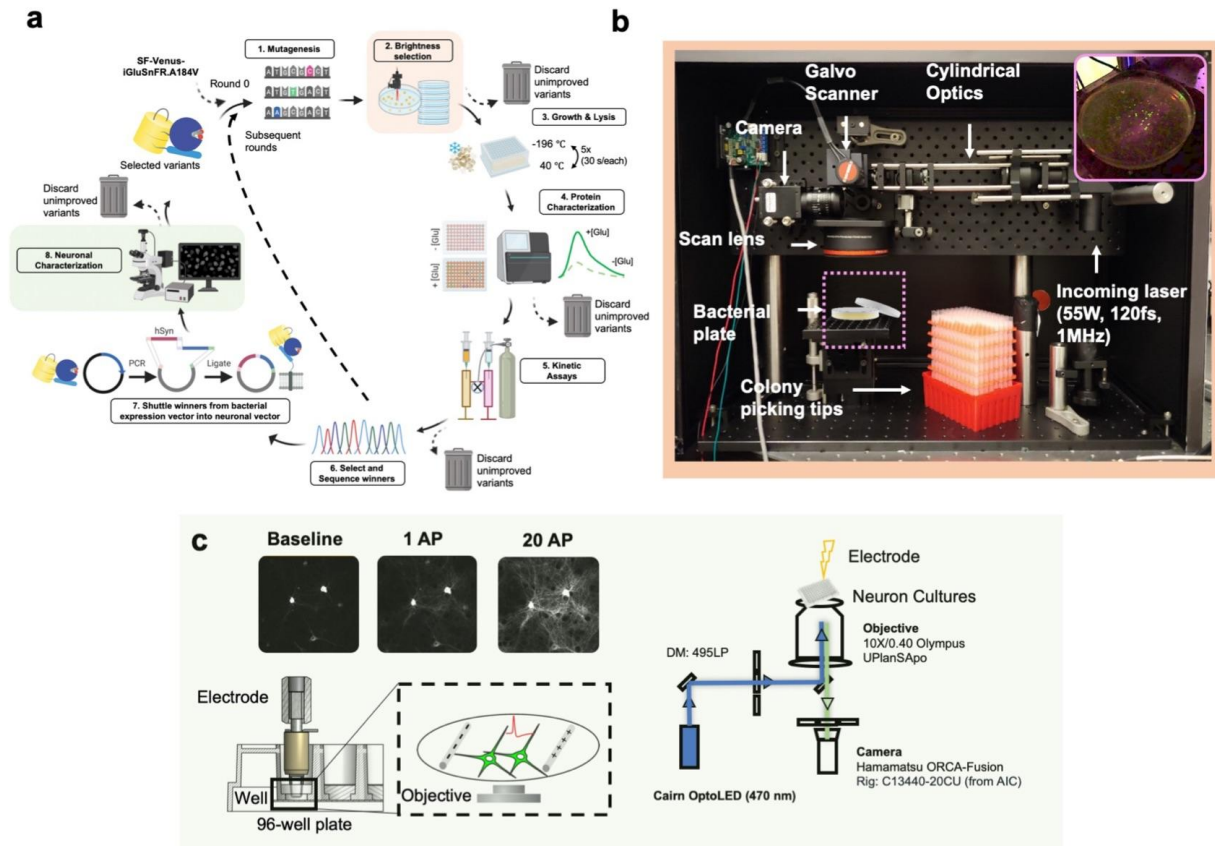 a
SF-Venus-
iGluSnFR.A184V
Round 0
1. Mutagenesis
A T G C G C C T
A T G T G A C T
A A G C G A C T
Subsequent
rounds
2. Brightness
selection
Discard
unimproved
variants
3. Growth & Lysis
-196 °C
40 °C
5x
(30 s/each)
4. Protein
Characterization
- [Glu]
+ [Glu]
+[Glu]
-[Glu]
Discard
unimproved
variants
5. Kinetic
Assays
Discard
unimproved
variants
6. Select and
Sequence winners
7. Shuttle winners from bacterial
expression vector into neuronal vector
PCR
hSyn
Ligate
8. Neuronal
Characterization
Discard
unimproved
variants
Selected variants
b
Galvo
Scanner
Cylindrical
Optics
Camera
Scan lens
Bacterial
plate
Colony
picking tips
Incoming laser
(55W, 120fs,
1MHz)
c
Baseline
1 AP
20 AP
Electrode
Well
96-well plate
Objective
Electrode
Neuron Cultures
Objective
10X/0.40 Olympus
UPlanSApo
DM: 495LP
Cairn OptoLED (470 nm)
Camera
Hamamatsu ORCA-Fusion
Rig: C13440-20CU (from AIC)